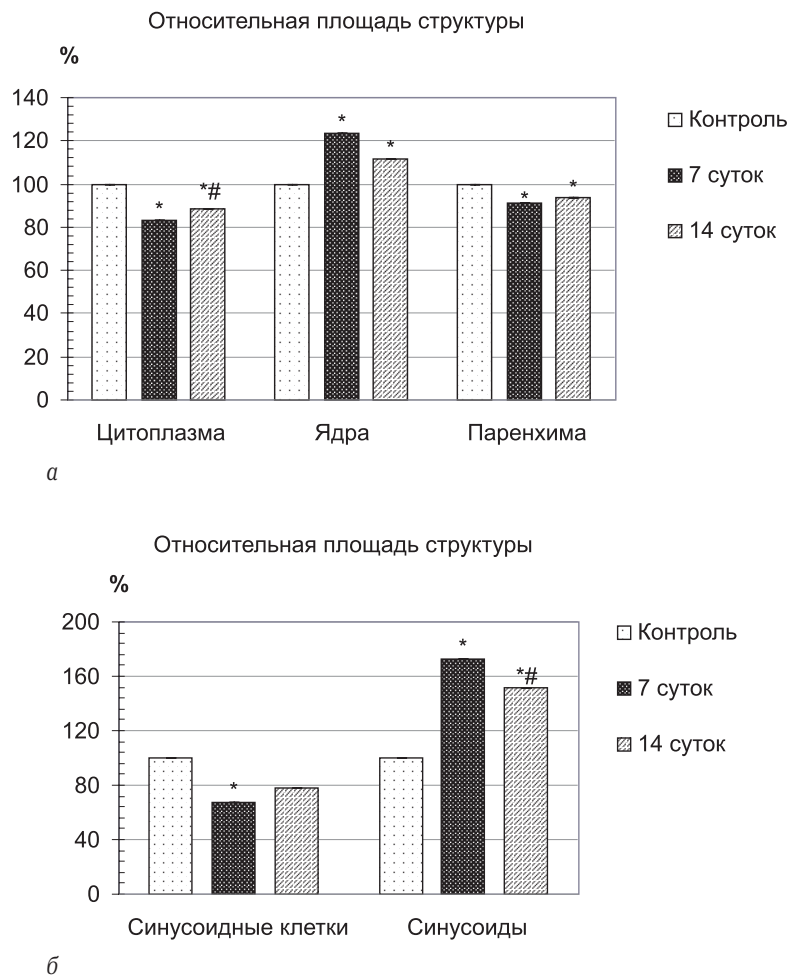 Относительная площадь структуры
%
140
120
100
80
60
40
20
0
* *# * * * *
Цитоплазма Ядра Паренхима
Контроль
7 суток
14 суток
а
Относительная площадь структуры
%
200
160
120
80
40
0
* * *#
Синусоидные клетки Синусоиды
Контроль
7 суток
14 суток
б